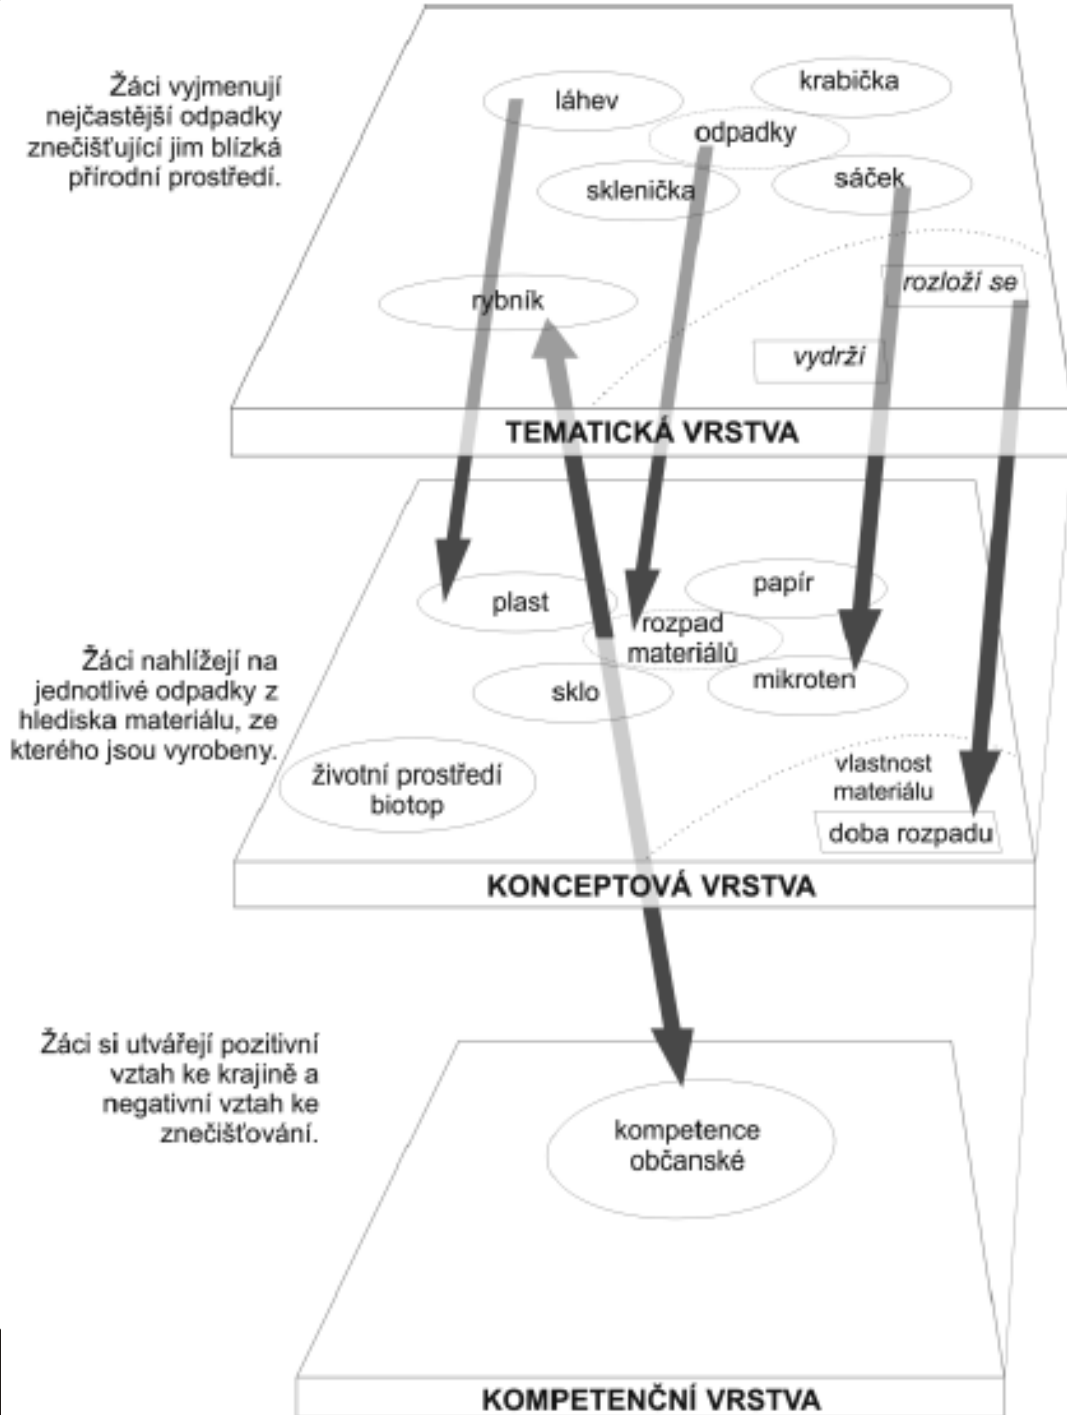 Žáci vyjmenují
nejčastější odpadky
znečišťující jim blízká
přírodní prostředí.
láhev
krabička
odpadky
sklenička
sáček
rybník
rozloží se
vydrží
TEMATICKÁ VRSTVA
Žáci nahlížejí na
jednotlivé odpadky z
hlediska materiálu, ze
kterého jsou vyrobeny.
plast
papír
rozpad
materiálů
sklo
mikroten
životní prostředí
biotop
vlastnost
materiálu
doba rozpadu
KONCEPTOVÁ VRSTVA
Žáci si utvářejí pozitivní
vztah ke krajině a
negativní vztah ke
znečišťování.
kompetence
občanské
KOMPETENČNÍ VRSTVA